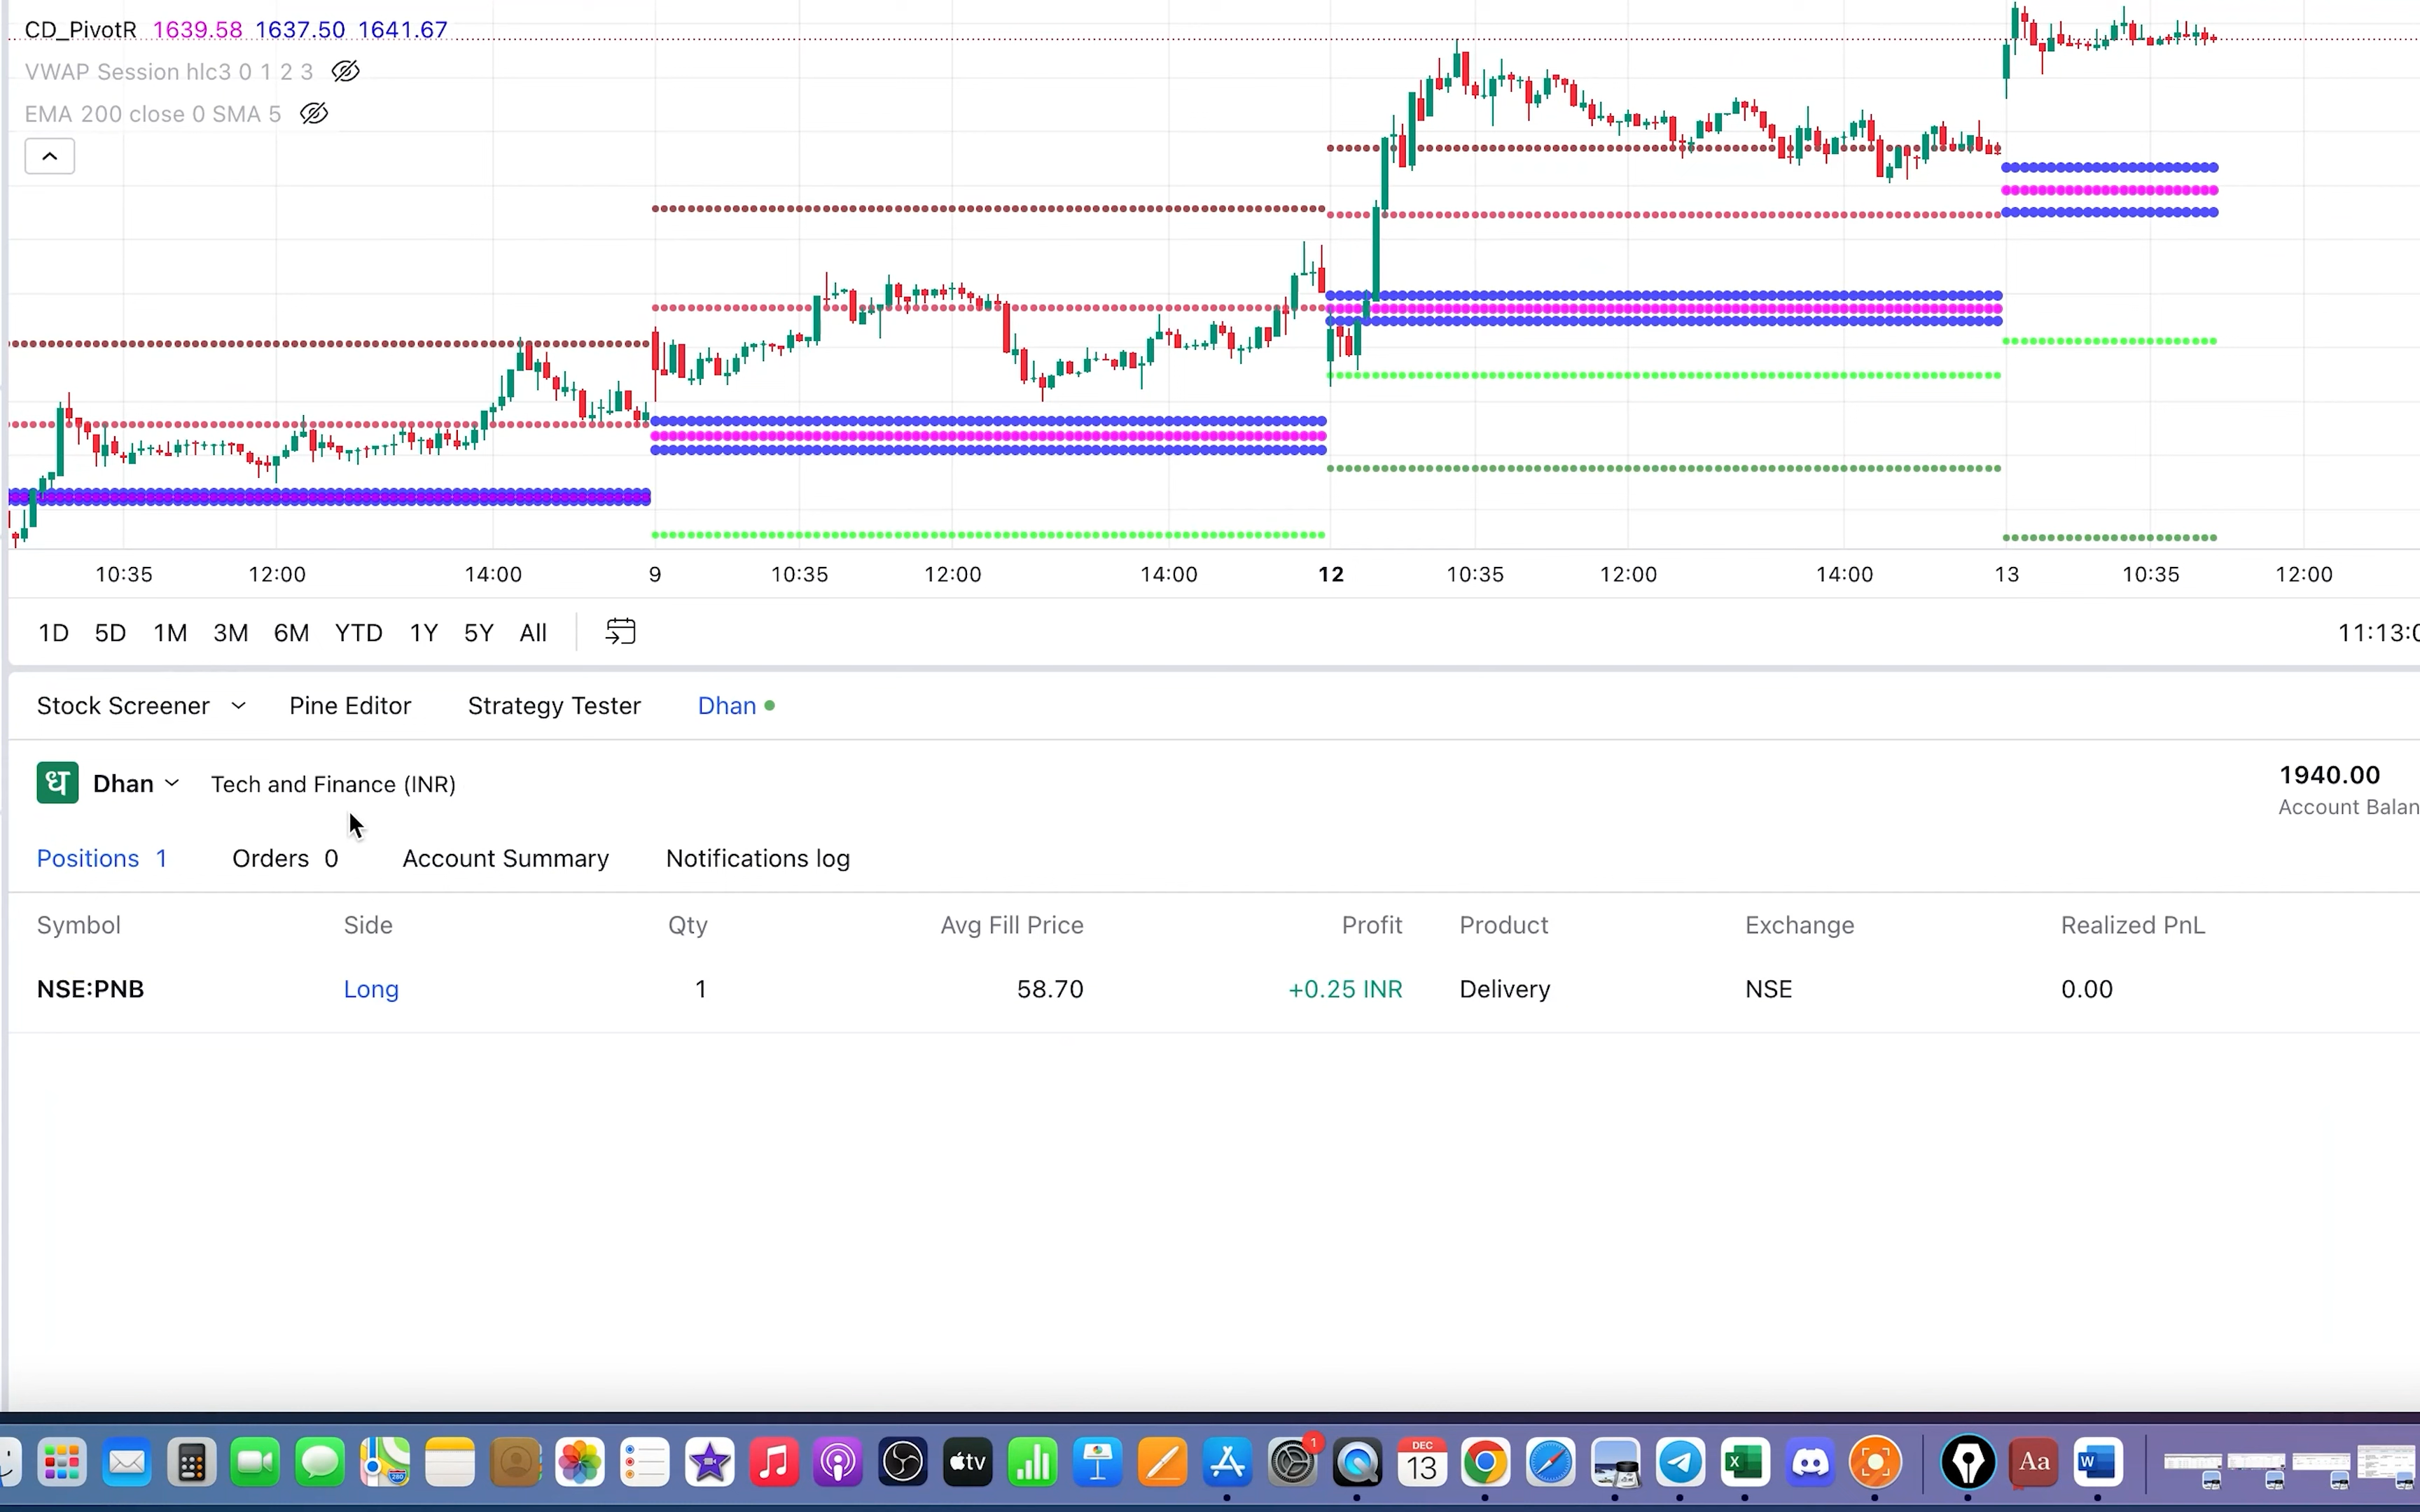 CD_PivotR 1639.58 1637.50 1641.67
VWAP Session hlc3 0 1 2 3
EMA 200 close 0 SMA 5
10:35 12:00 14:00 9 10:35 12:00 14:00 12 10:35 12:00 14:00 13 10:35 12:00
1D 5D 1M 3M 6M YTD 1Y 5Y All 11:13:0
Stock Screener Pine Editor Strategy Tester Dhan
ध Dhan Tech and Finance (INR) 1940.00
Account Balan
Positions 1 Orders 0 Account Summary Notifications log
Symbol Side Qty Avg Fill Price Profit Product Exchange Realized PnL
NSE:PNB Long 1 58.70 +0.25 INR Delivery NSE 0.00
280 tv 1 DEC 13 X Aa W